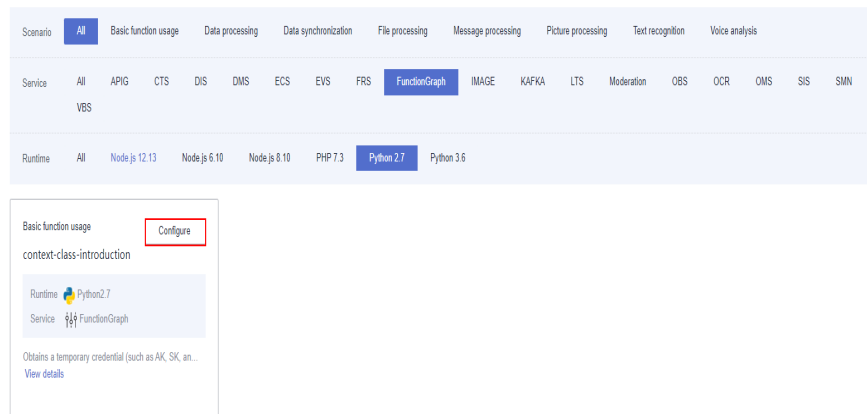 Scenario All Basic function usage Data processing Data synchronization File processing Message processing Picture processing Text recognition Voice analysis
Service All APIG CTS DIS DMS ECS EVS FRS FunctionGraph IMAGE KAFKA LTS Moderation OBS OCR OMS SIS SMN
VBS
Runtime All Node.js 12.13 Node.js 6.10 Node.js 8.10 PHP 7.3 Python 2.7 Python 3.6
Basic function usage Configure
context-class-introduction
Runtime Python2.7
Service FunctionGraph
Obtains a temporary credential (such as AK, SK, an...
View details